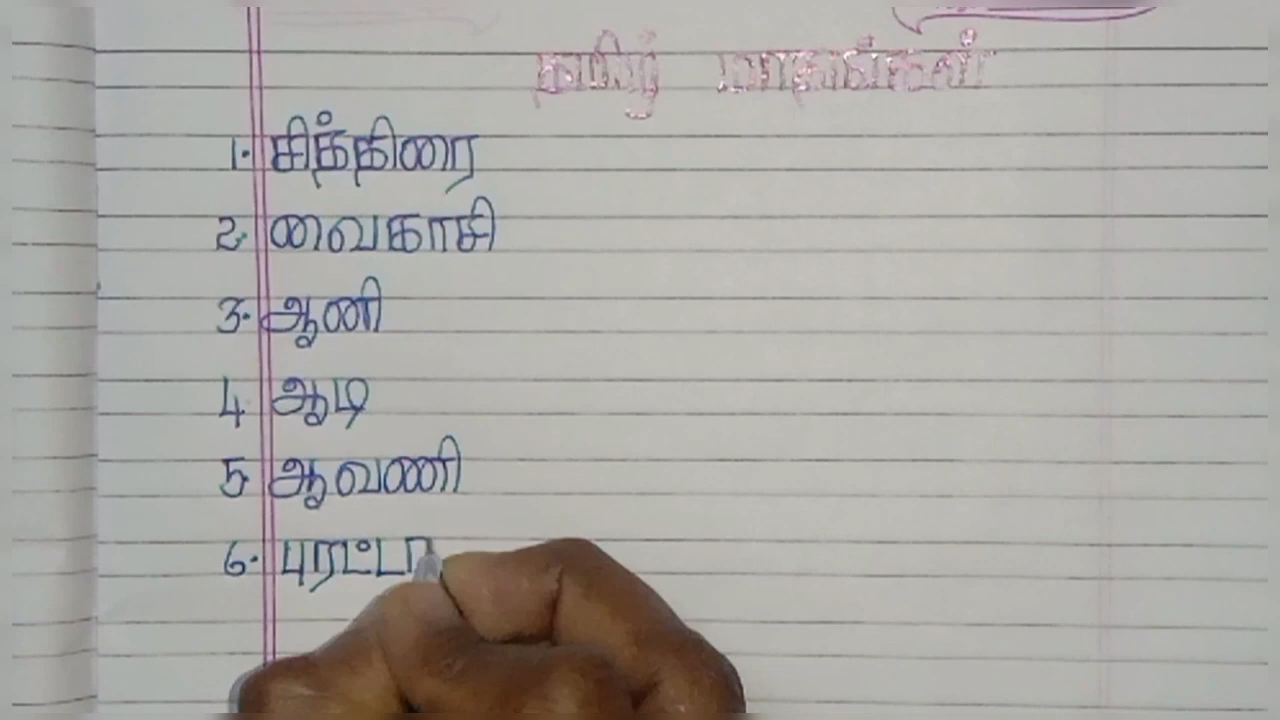 தமிழ் மாதங்கள்
1. சித்திரை
2. வைகாசி
3. ஆனி
4 ஆடி
5 ஆவணி
6. புரட்டா